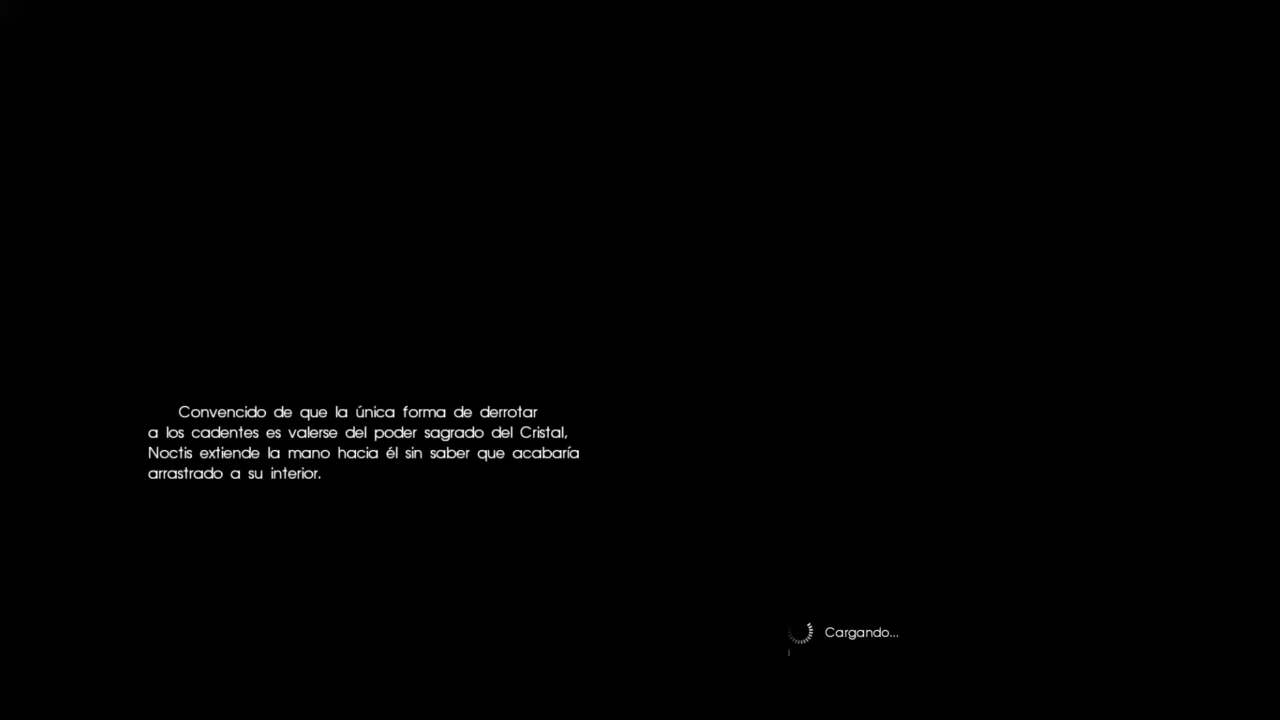 Convencido de que la única forma de derrotar
a los cadentes es valerse del poder sagrado del Cristal,
Noctis extiende la mano hacia él sin saber que acabaría
arrastrado a su interior.
Cargando...